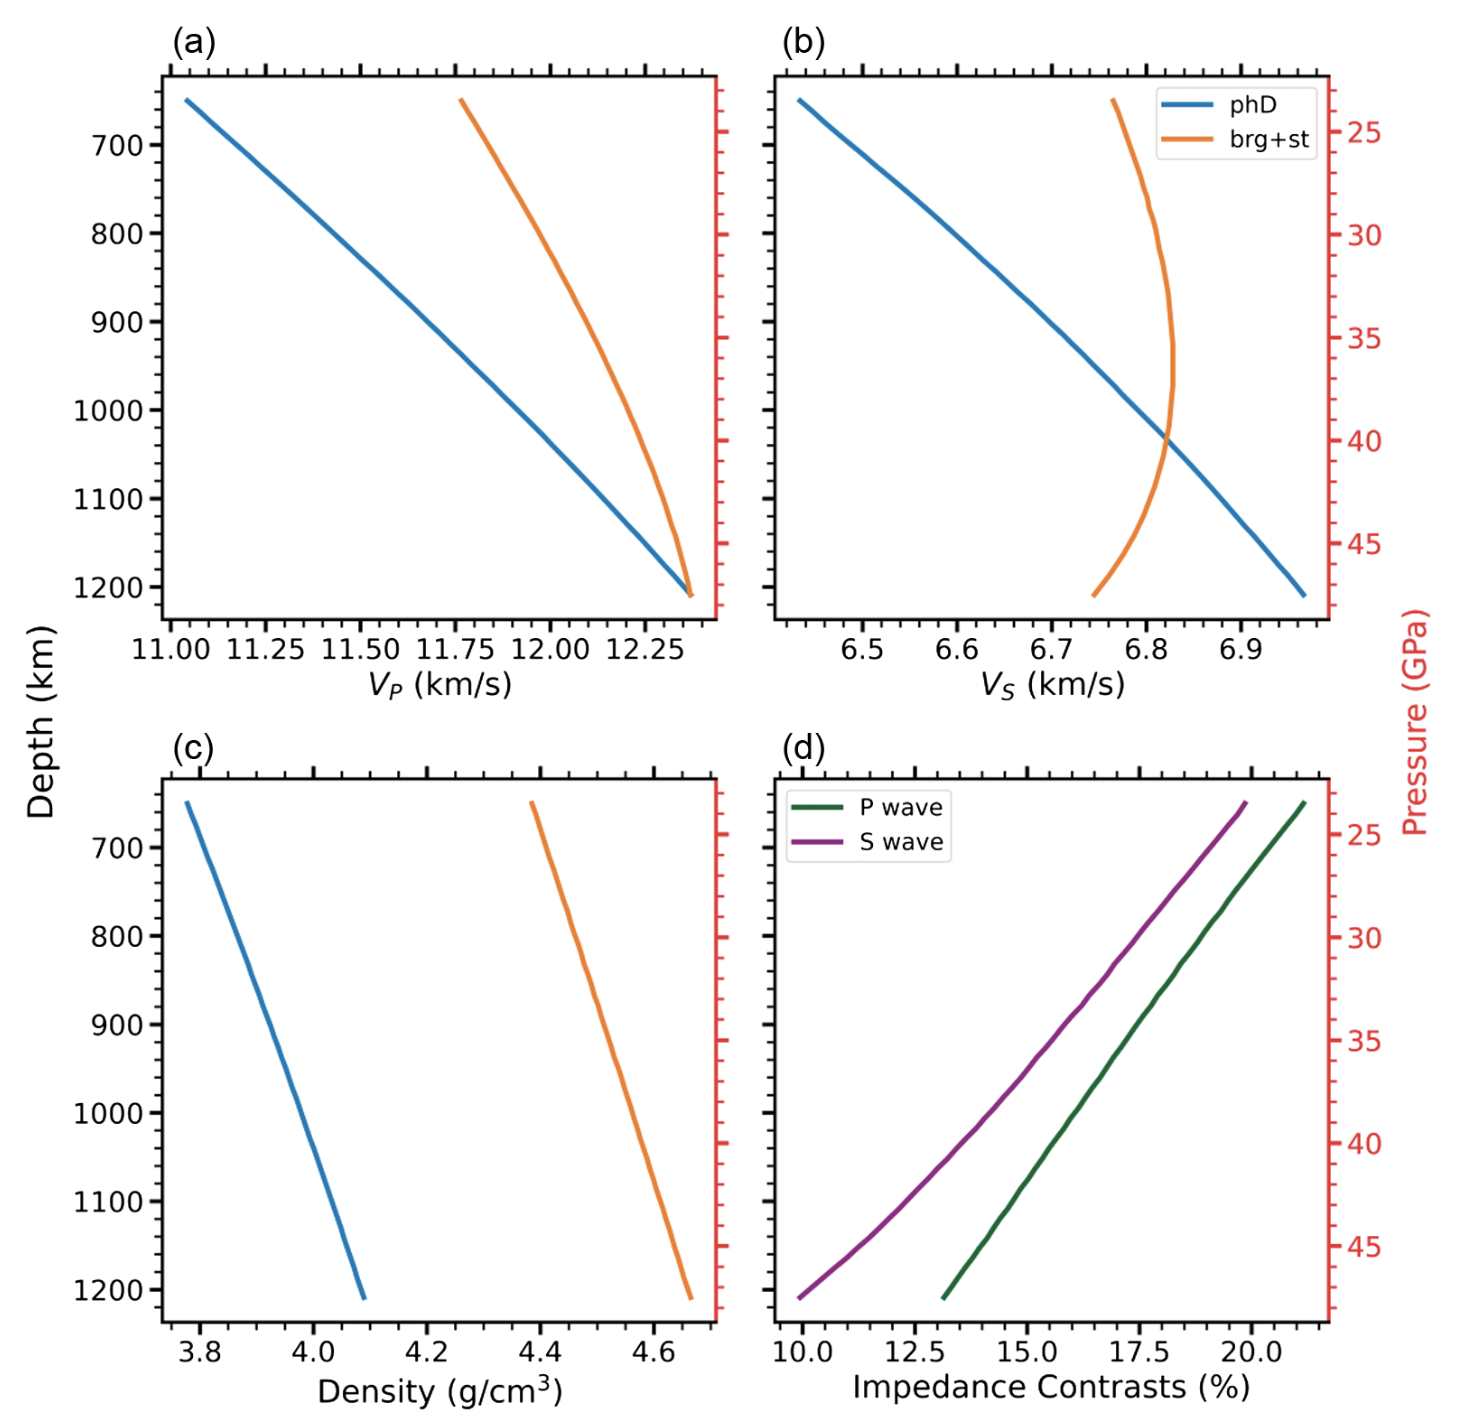 (a)
(b)
phD
brg+st
700
800
900
1000
1100
1200
25
30
35
40
45
11.00 11.25 11.50 11.75 12.00 12.25
6.5 6.6 6.7 6.8 6.9
V_P (km/s)
V_S (km/s)
Depth (km)
Pressure (GPa)
(c)
(d)
P wave
S wave
700
800
900
1000
1100
1200
25
30
35
40
45
3.8 4.0 4.2 4.4 4.6
10.0 12.5 15.0 17.5 20.0
Density (g/cm³)
Impedance Contrasts (%)